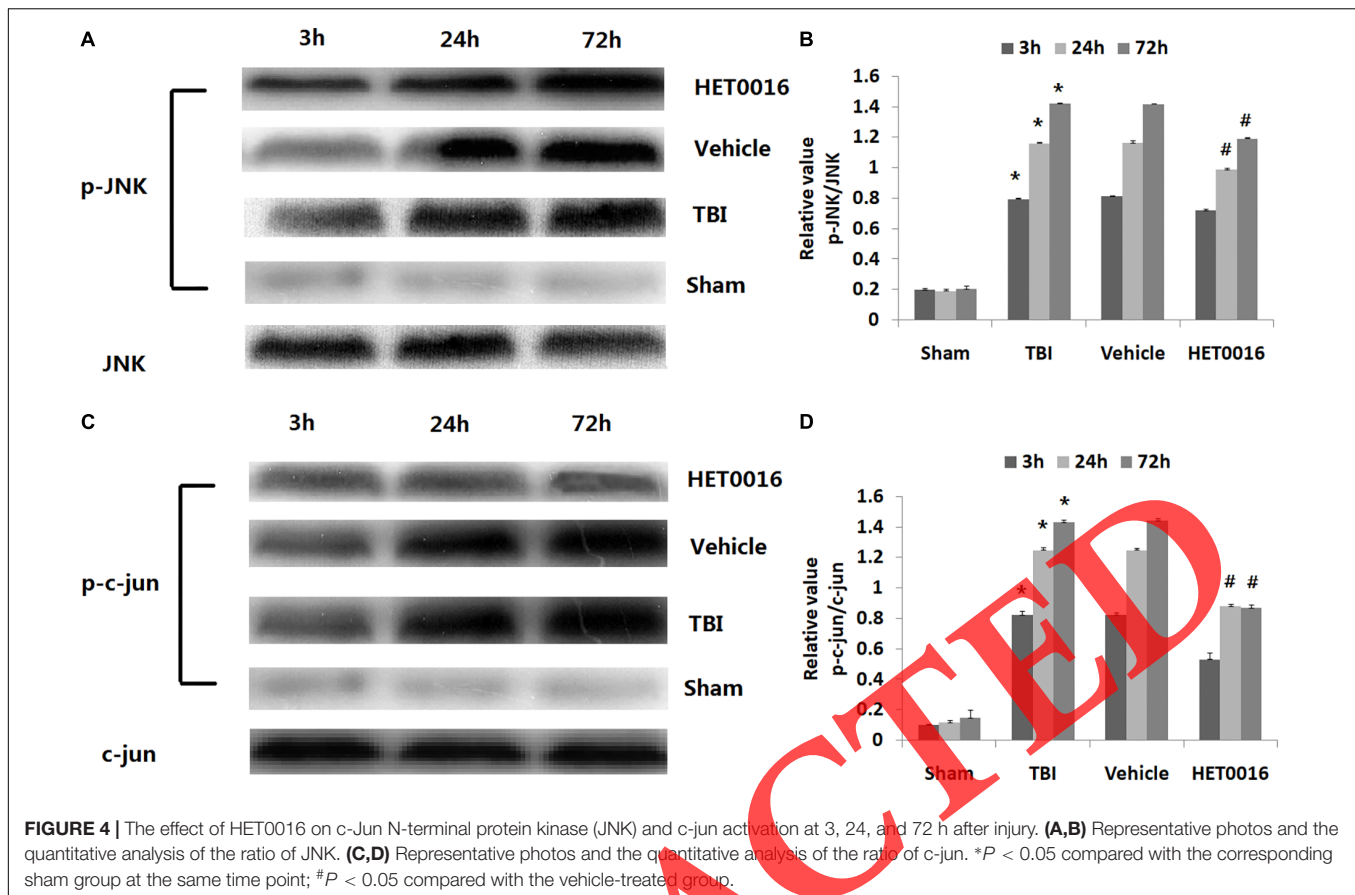 A
3h 24h 72h
HET0016
Vehicle
p-JNK
TBI
Sham
JNK
B
3h 24h 72h
Relative value
p-JNK/JNK
1.6
1.4
1.2
1
0.8
0.6
0.4
0.2
0
* * *
# #
Sham TBI Vehicle HET0016
C
3h 24h 72h
HET0016
Vehicle
p-c-jun
TBI
Sham
c-jun
D
3h 24h 72h
Relative value
p-c-jun/c-jun
1.6
1.4
1.2
1
0.8
0.6
0.4
0.2
0
* * *
# #
Sham TBI Vehicle HET0016
ACTED
FIGURE 4 | The effect of HET0016 on c-Jun N-terminal protein kinase (JNK) and c-jun activation at 3, 24, and 72 h after injury. (A,B) Representative photos and the
quantitative analysis of the ratio of JNK. (C,D) Representative photos and the quantitative analysis of the ratio of c-jun. *P < 0.05 compared with the corresponding
sham group at the same time point; #P < 0.05 compared with the vehicle-treated group.